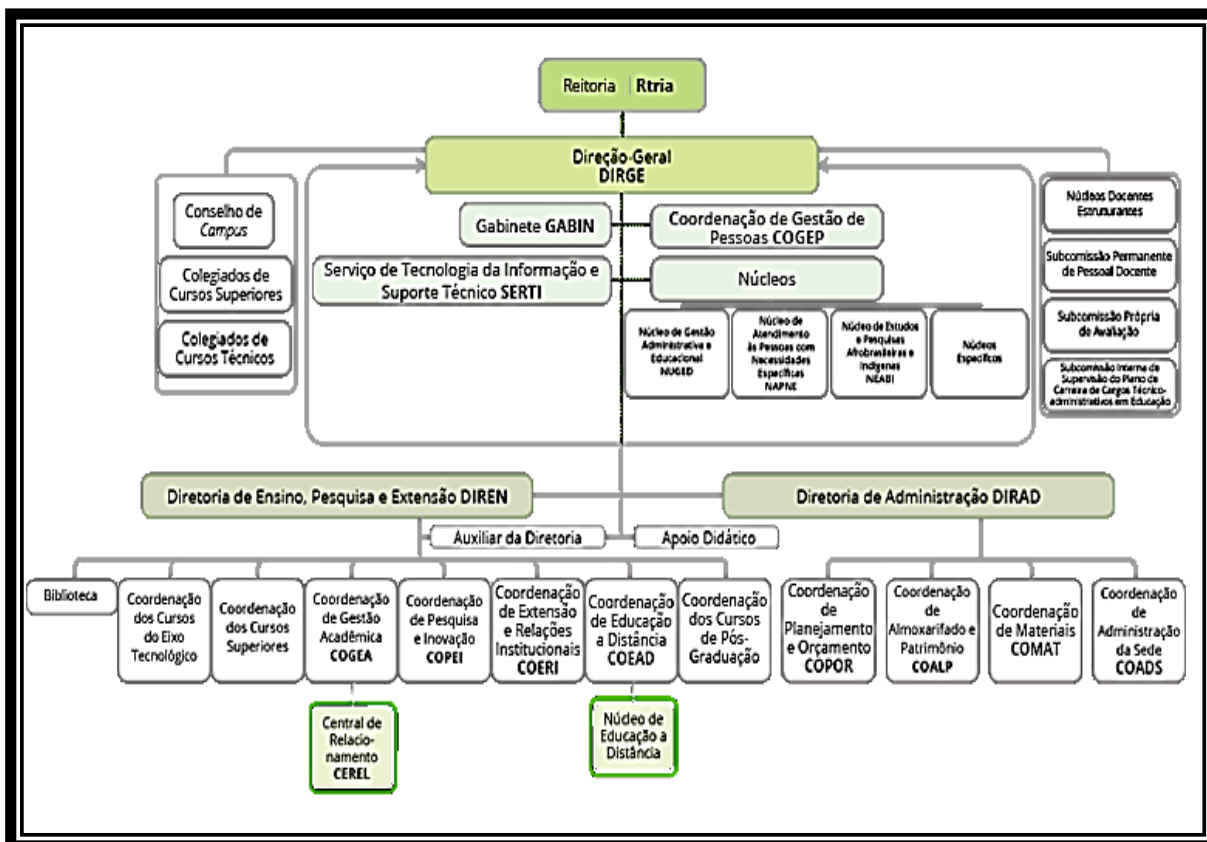 Reitoria | Rtria
Direção-Geral
DIRGE
Conselho de
Campus
Colegiados de
Cursos Superiores
Colegiados de
Cursos Técnicos
Gabinete GABIN
Coordenação de Gestão de
Pessoas COGEP
Serviço de Tecnologia da Informação e
Suporte Técnico SERTI
Núcleos
Núcleo de Gestão
Administrativa e
Educacional
NUGED
Núcleo de
Atendimento
às Pessoas com
Necessidades
Específicas
NAPNE
Núcleo de Estudos
e Pesquisas
Afrobrasileiras e
Indígenas
NEABI
Núcleos
Específicos
Núcleos Docentes
Estruturantes
Subcomissão Permanente
de Pessoal Docente
Subcomissão Própria
de Avaliação
Subcomissão Interna de
Supervisão do Plano de
Carreira de Cargos Técnico-
administrativos em Educação
Diretoria de Ensino, Pesquisa e Extensão DIREN
Diretoria de Administração DIRAD
Auxiliar da Diretoria
Apoio Didático
Biblioteca
Coordenação
dos Cursos
do Eixo
Tecnológico
Coordenação
dos Cursos
Superiores
Coordenação
de Gestão
Acadêmica
COGEA
Coordenação
de Pesquisa
e Inovação
COPEI
Coordenação
de Extensão
e Relações
Institucionais
COERI
Coordenação
de Educação
a Distância
COEAD
Coordenação
dos Cursos
de Pós-
Graduação
Coordenação
de
Planejamento
e Orçamento
COPOR
Coordenação
de
Almoxarifado e
Patrimônio
COALP
Coordenação
de Materiais
COMAT
Coordenação
de
Administração
da Sede
COADS
Central de
Relacio-
namento
CEREL
Núcleo de
Educação a
Distância